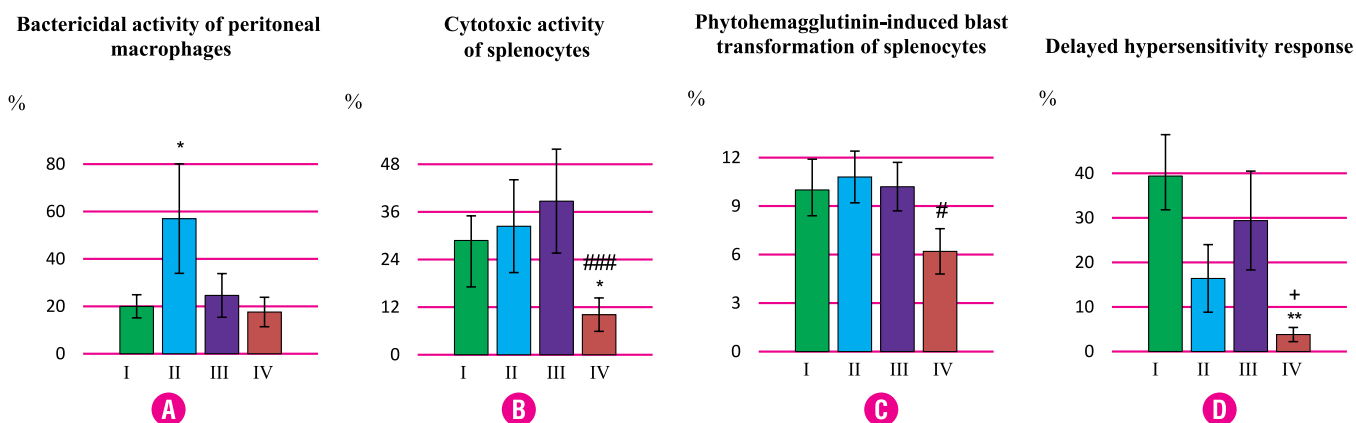 Bactericidal activity of peritoneal
macrophages
%
80
60
40
20
0
*
I II III IV
A
Cytotoxic activity
of splenocytes
%
48
36
24
12
0
###
*
I II III IV
B
Phytohemagglutinin-induced blast
transformation of splenocytes
%
12
9
6
3
0
#
I II III IV
C
Delayed hypersensitivity response
%
40
30
20
10
0
+
**
I II III IV
D